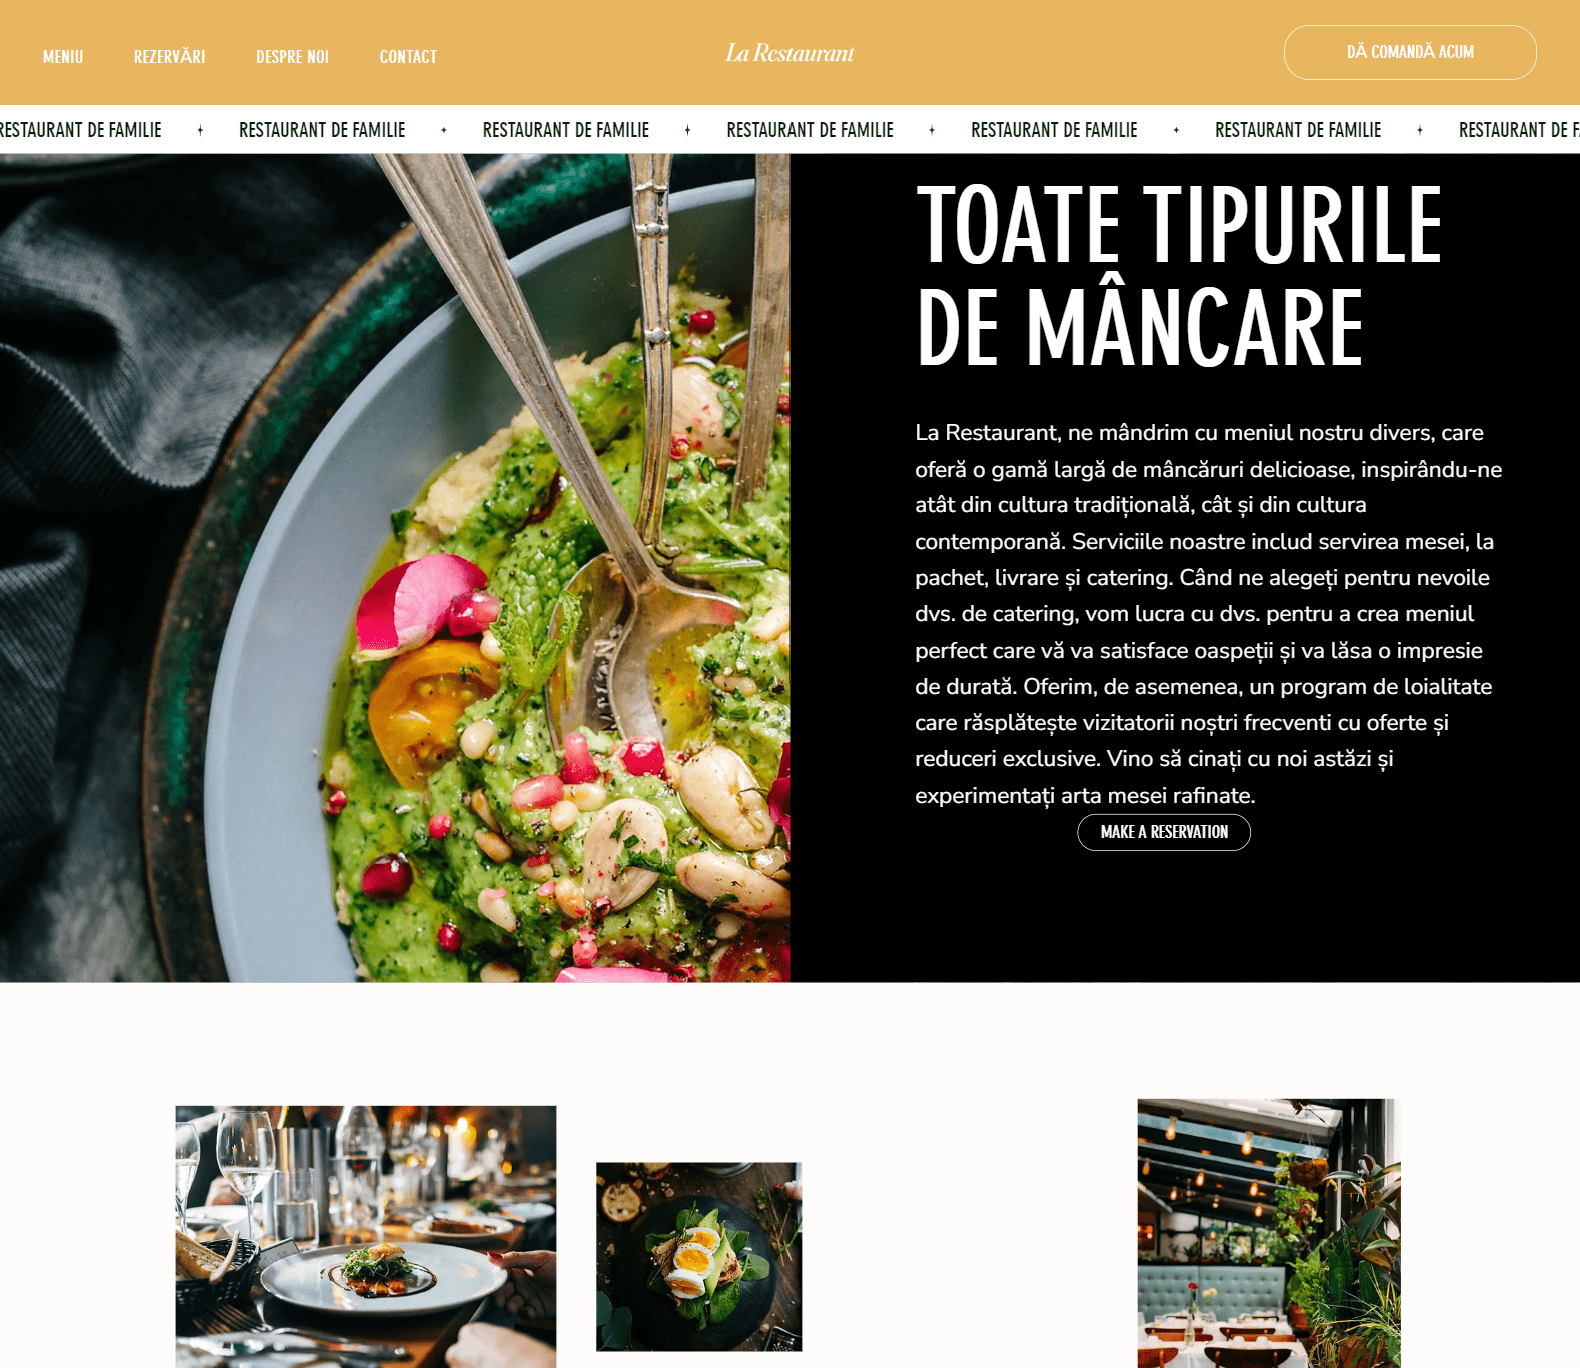 MENIU
REZERVĂRI
DESPRE NOI
CONTACT
La Restaurant
DĂ COMANDĂ ACUM
RESTAURANT DE FAMILIE
RESTAURANT DE FAMILIE
RESTAURANT DE FAMILIE
RESTAURANT DE FAMILIE
RESTAURANT DE FAMILIE
RESTAURANT DE FAMILIE
RESTAURANT DE F
TOATE TIPURILE
DE MÂNCARE
La Restaurant, ne mândrim cu meniul nostru divers, care
oferă o gamă largă de mâncăruri delicioase, inspirându-ne
atât din cultura tradițională, cât și din cultura
contemporană. Serviciile noastre includ servirea mesei, la
pachet, livrare și catering. Când ne alegeți pentru nevoile
dvs. de catering, vom lucra cu dvs. pentru a crea meniul
perfect care vă va satisface oaspeții și va lăsa o impresie
de durată. Oferim, de asemenea, un program de loialitate
care răsplătește vizitatorii noștri frecventi cu oferte și
reduceri exclusive. Vino să cinați cu noi astăzi și
experimentați arta mesei rafinate.
MAKE A RESERVATION